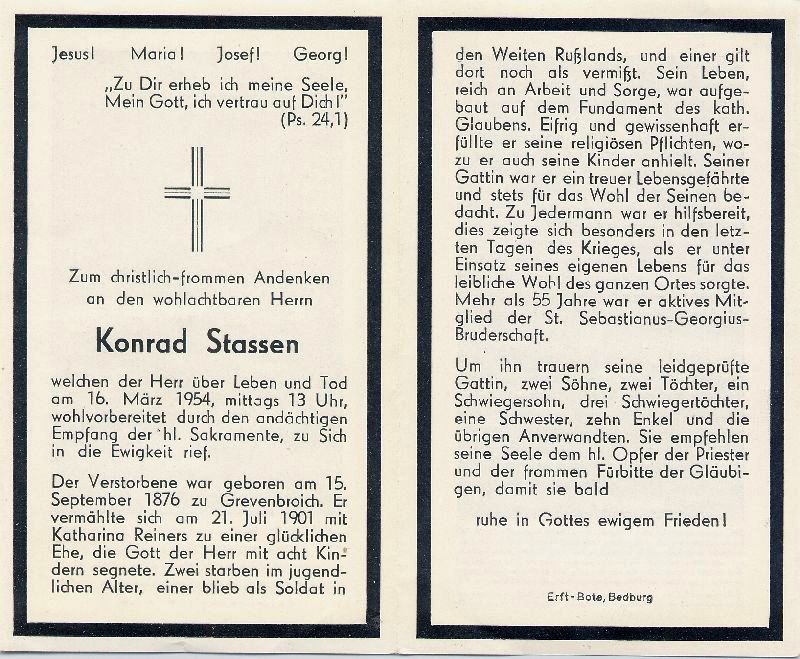 Jesus! Maria! Josef! Georg!
„Zu Dir erheb ich meine Seele,
Mein Gott, ich vertrau auf Dich!"
(Ps. 24,1)
Zum christlich-frommen Andenken
an den wohlachtbaren Herrn
Konrad Stassen
welchen der Herr über Leben und Tod
am 16. März 1954, mittags 13 Uhr,
wohlvorbereitet durch den andächtigen
Empfang der hl. Sakramente, zu Sich
in die Ewigkeit rief.
Der Verstorbene war geboren am 15.
September 1876 zu Grevenbroich. Er
vermählte sich am 21. Juli 1901 mit
Katharina Reiners zu einer glücklichen
Ehe, die Gott der Herr mit acht Kin-
dern segnete. Zwei starben im jugend-
lichen Alter, einer blieb als Soldat in
den Weiten Rußlands, und einer gilt
dort noch als vermißt. Sein Leben,
reich an Arbeit und Sorge, war aufge-
baut auf dem Fundament des kath.
Glaubens. Eifrig und gewissenhaft er-
füllte er seine religiösen Pflichten, wo-
zu er auch seine Kinder anhielt. Seiner
Gattin war er ein treuer Lebensgefährte
und stets für das Wohl der Seinen be-
dacht. Zu Jedermann war er hilfsbereit,
dies zeigte sich besonders in den letz-
ten Tagen des Krieges, als er unter
Einsatz seines eigenen Lebens für das
leibliche Wohl des ganzen Ortes sorgte.
Mehr als 55 Jahre war er aktives Mit-
glied der St. Sebastianus-Georgius-
Bruderschaft.
Um ihn trauern seine leidgeprüfte
Gattin, zwei Söhne, zwei Töchter, ein
Schwiegersohn, drei Schwiegertöchter,
eine Schwester, zehn Enkel und die
übrigen Anverwandten. Sie empfehlen
seine Seele dem hl. Opfer der Priester
und der frommen Fürbitte der Gläubi-
gen, damit sie bald
ruhe in Gottes ewigem Frieden!
Erft-Bote, Bedburg